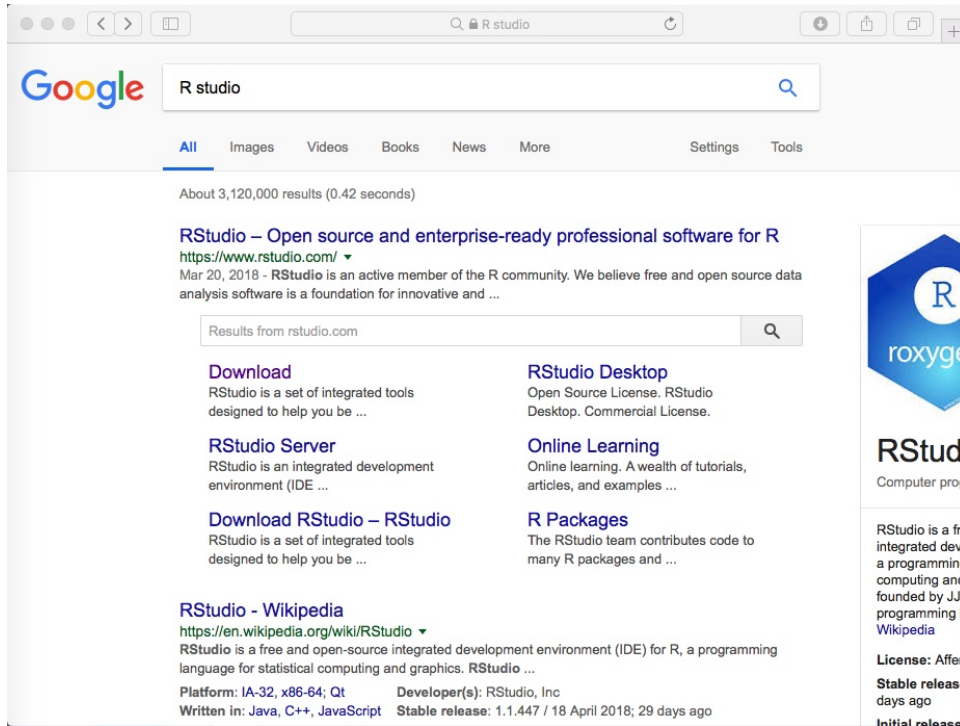 R studio
Google
R studio
All Images Videos Books News More Settings Tools
About 3,120,000 results (0.42 seconds)
RStudio – Open source and enterprise-ready professional software for R
https://www.rstudio.com/
Mar 20, 2018 - RStudio is an active member of the R community. We believe free and open source data
analysis software is a foundation for innovative and ...
Results from rstudio.com
Download
RStudio is a set of integrated tools
designed to help you be ...
RStudio Desktop
Open Source License. RStudio
Desktop. Commercial License.
RStudio Server
RStudio is an integrated development
environment (IDE ...
Online Learning
Online learning. A wealth of tutorials,
articles, and examples ...
Download RStudio – RStudio
RStudio is a set of integrated tools
designed to help you be ...
R Packages
The RStudio team contributes code to
many R packages and ...
RStudio - Wikipedia
https://en.wikipedia.org/wiki/RStudio
RStudio is a free and open-source integrated development environment (IDE) for R, a programming
language for statistical computing and graphics. RStudio ...
Platform: IA-32, x86-64; Qt Developer(s): RStudio, Inc
Written in: Java, C++, JavaScript Stable release: 1.1.447 / 18 April 2018; 29 days ago
R
roxyge
RStud
Computer pro
RStudio is a fr
integrated dev
a programmin
computing and
founded by JJ
programming
Wikipedia
License: Affe
Stable releas
days ago
Initial release